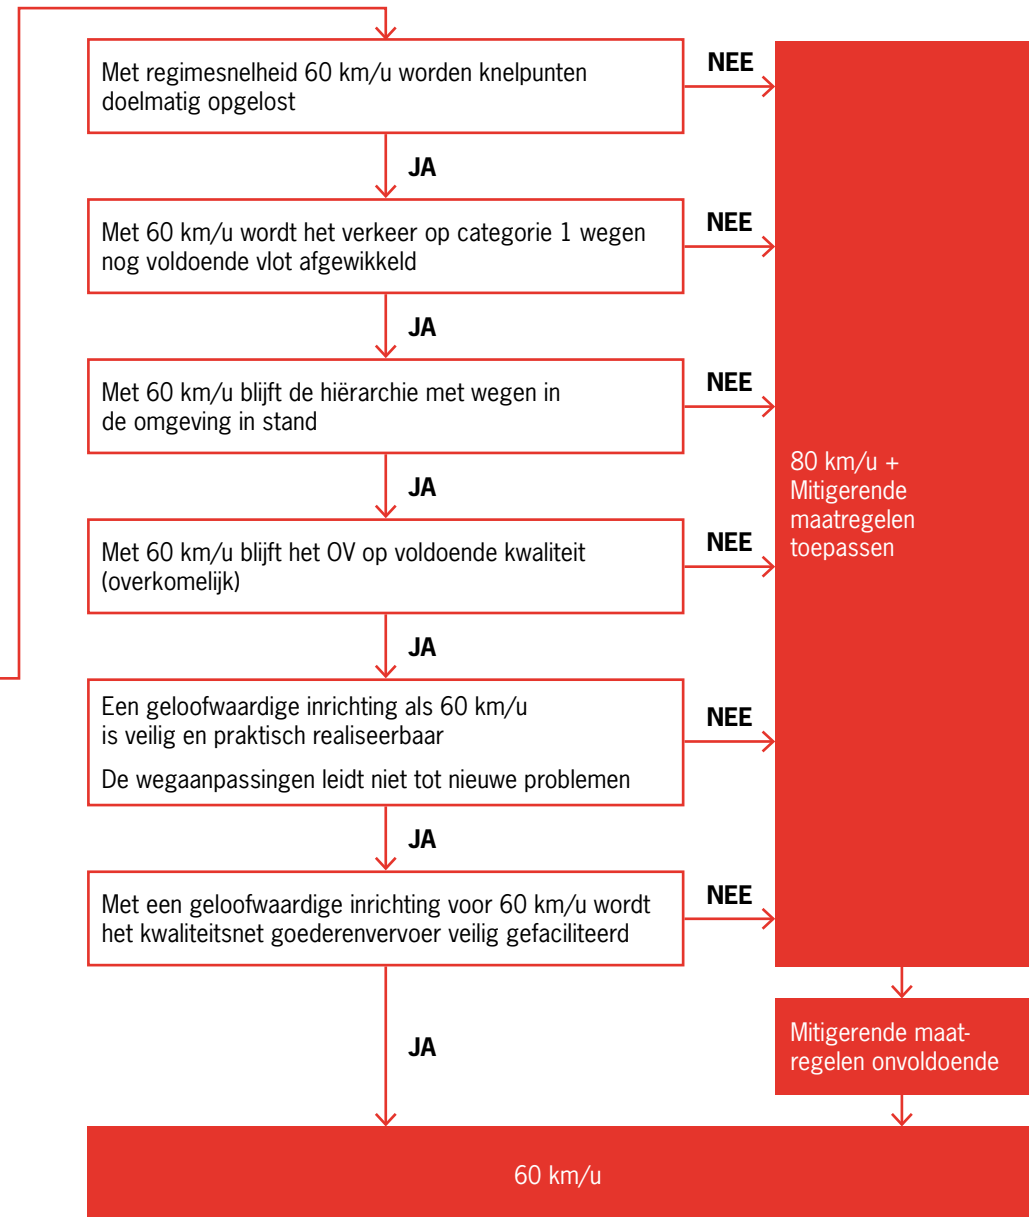 Met regimesnelheid 60 km/u worden knelpunten
doelmatig opgelost
NEE
JA
Met 60 km/u wordt het verkeer op categorie 1 wegen
nog voldoende vlot afgewikkeld
NEE
JA
Met 60 km/u blijft de hiërarchie met wegen in
de omgeving in stand
NEE
JA
Met 60 km/u blijft het OV op voldoende kwaliteit
(overkomelijk)
NEE
JA
Een geloofwaardige inrichting als 60 km/u
is veilig en praktisch realiseerbaar
De wegaanpassingen leidt niet tot nieuwe problemen
NEE
JA
Met een geloofwaardige inrichting voor 60 km/u wordt
het kwaliteitsnet goederenvervoer veilig gefaciliteerd
NEE
JA
80 km/u +
Mitigerende
maatregelen
toepassen
Mitigerende maat-
regelen onvoldoende
60 km/u